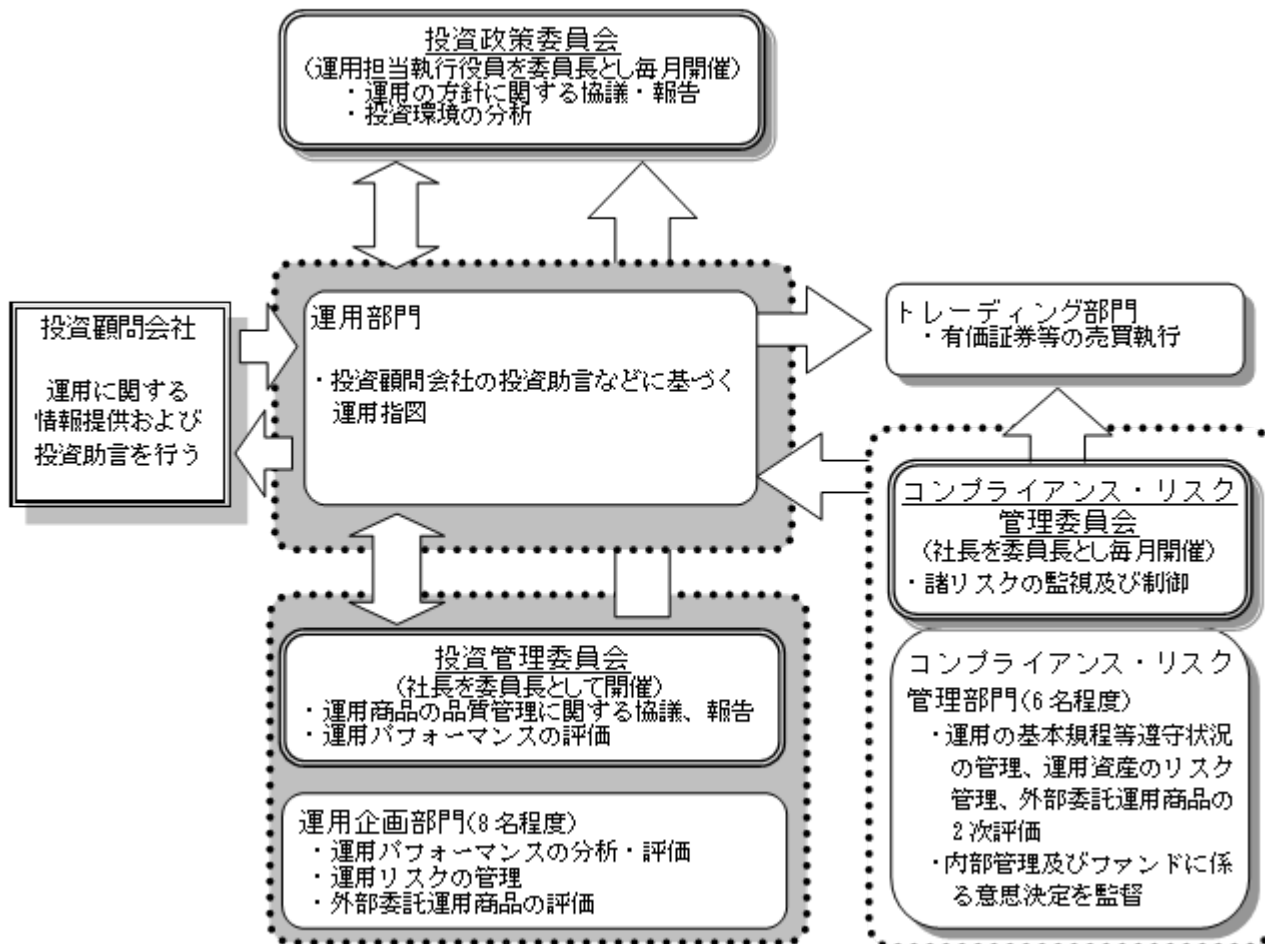 投資政策委員会
(運用担当執行役員を委員長とし毎月開催)
・運用の方針に関する協議・報告
・投資環境の分析
投資顧問会社
運用に関する
情報提供および
投資助言を行う
運用部門
・投資顧問会社の投資助言などに基づく
運用指図
トレーディング部門
・有価証券等の売買執行
コンプライアンス・リスク
管理委員会
(社長を委員長とし毎月開催)
・諸リスクの監視及び制御
コンプライアンス・リスク
管理部門(6名程度)
・運用の基本規程等遵守状況
の管理、運用資産のリスク
管理、外部委託運用商品の
2次評価
・内部管理及びファンドに係
る意思決定を監督
投資管理委員会
(社長を委員長として開催)
・運用商品の品質管理に関する協議、報告
・運用パフォーマンスの評価
運用企画部門(8名程度)
・運用パフォーマンスの分析・評価
・運用リスクの管理
・外部委託運用商品の評価